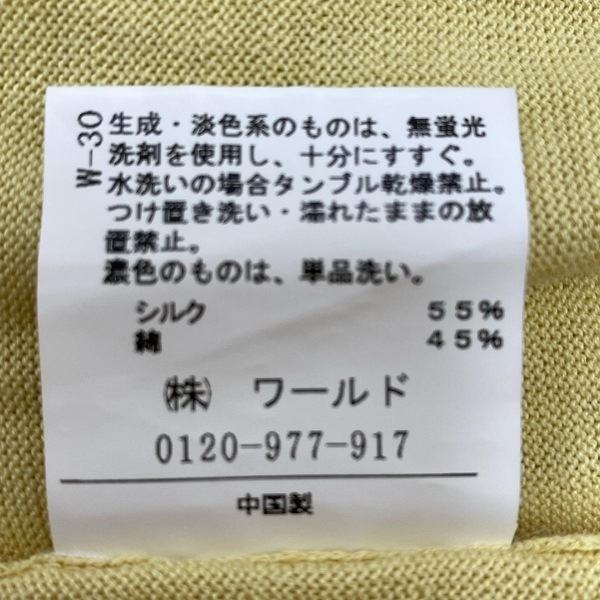 W-30
生成・淡色系のものは、無蛍光
洗剤を使用し、十分にすすぐ。
水洗いの場合タンブル乾燥禁止。
つけ置き洗い・濡れたままの放
置禁止。
濃色のものは、単品洗い。
シルク 55%
綿 45%
㈱ ワールド
0120-977-917
中国製